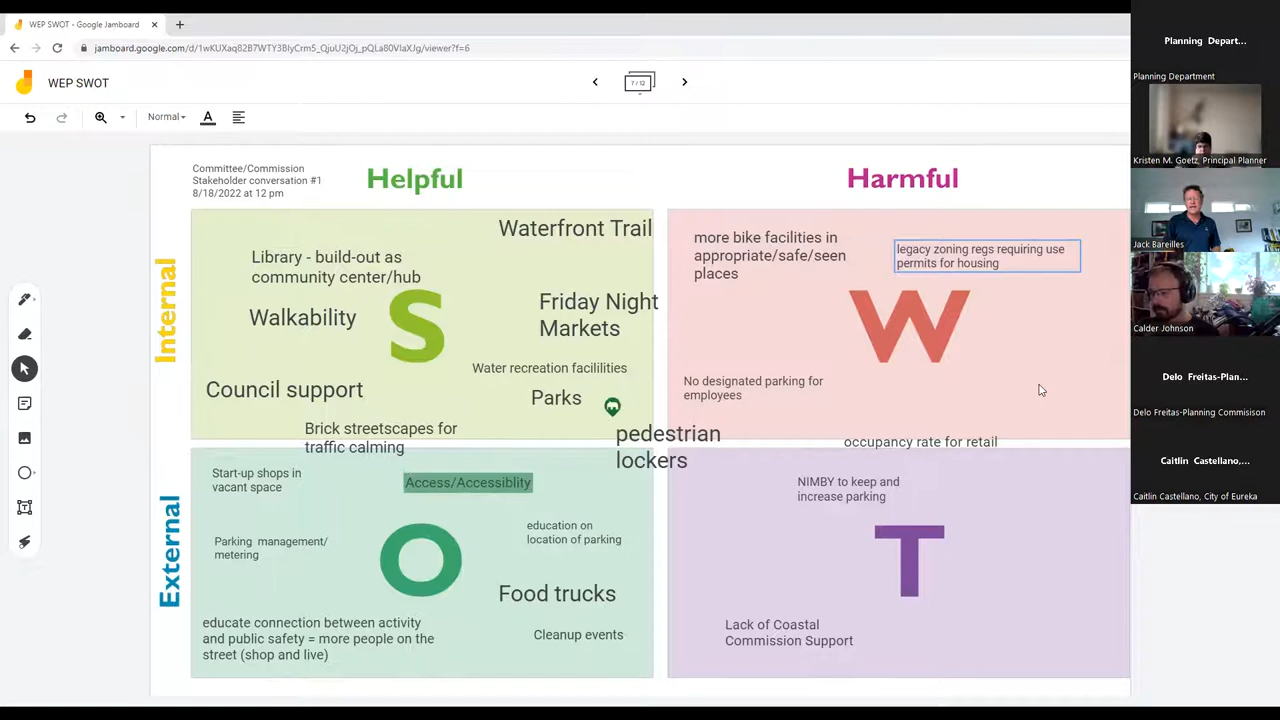 WEP SWOT - Google Jamboard
jamboard.google.com/d/1wKUXaq82B7WTY3BlyCrm5_QjuU2jOj_pQLa80VlaXJg/viewer?f=6
WEP SWOT
7 / 12
Normal
A
Committee/Commission
Stakeholder conversation #1
8/18/2022 at 12 pm
Helpful
Harmful
Internal
External
Waterfront Trail
Library - build-out as
community center/hub
Friday Night
Markets
Walkability
S
Water recreation facililities
Council support
Parks
Brick streetscapes for
traffic calming
pedestrian
lockers
more bike facilities in
appropriate/safe/seen
places
legacy zoning regs requiring use
permits for housing
W
No designated parking for
employees
occupancy rate for retail
Start-up shops in
vacant space
Access/Accessiblity
education on
location of parking
Parking management/
metering
O
Food trucks
educate connection between activity
and public safety = more people on the
street (shop and live)
Cleanup events
NIMBY to keep and
increase parking
T
Lack of Coastal
Commission Support
Planning Depart...
Planning Department
Kristen M. Goetz, Principal Planner
Jack Bareilles
Calder Johnson
Delo Freitas-Plan...
Delo Freitas-Planning Commisison
Caitlin Castellano,...
Caitlin Castellano, City of Eureka